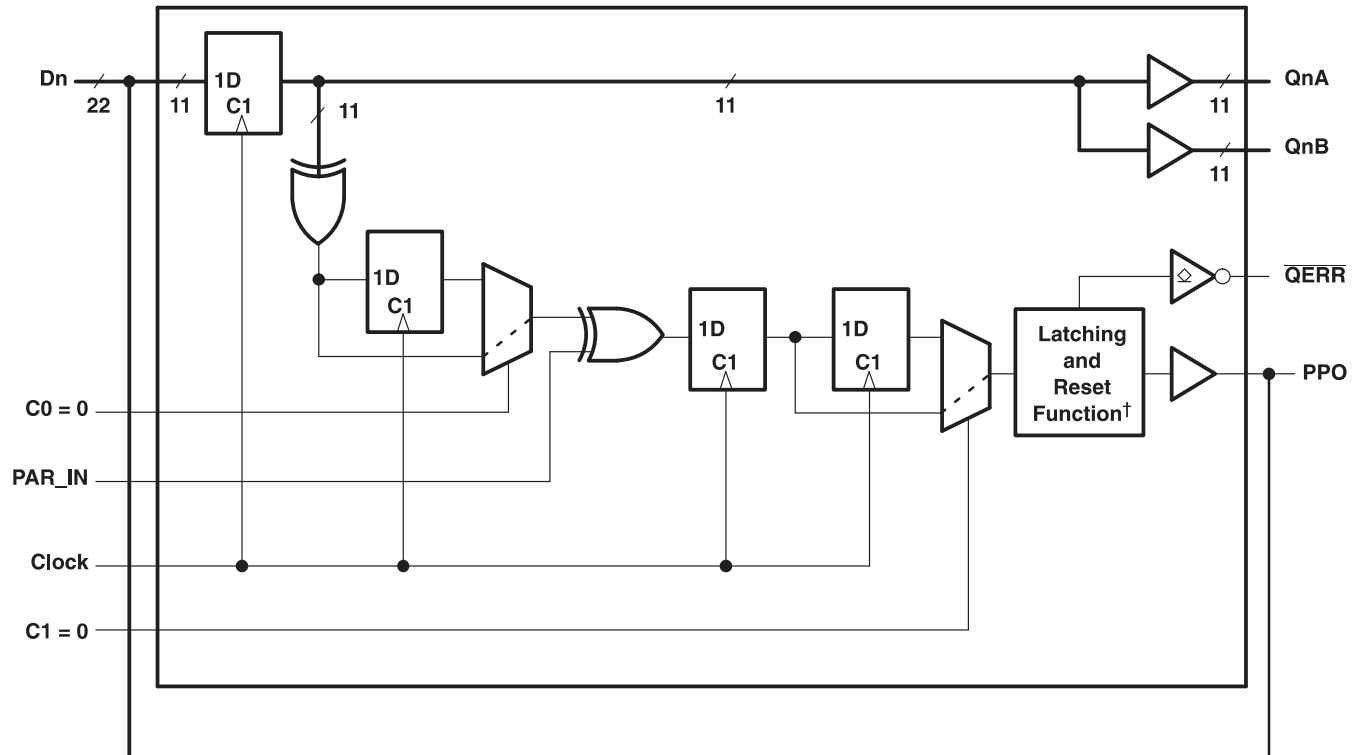 Dn
22
11
1D
C1
11
11
QnA
11
QnB
11
1D
C1
QERR
1D
C1
1D
C1
Latching
and
Reset
Function†
PPO
C0 = 0
PAR_IN
Clock
C1 = 0